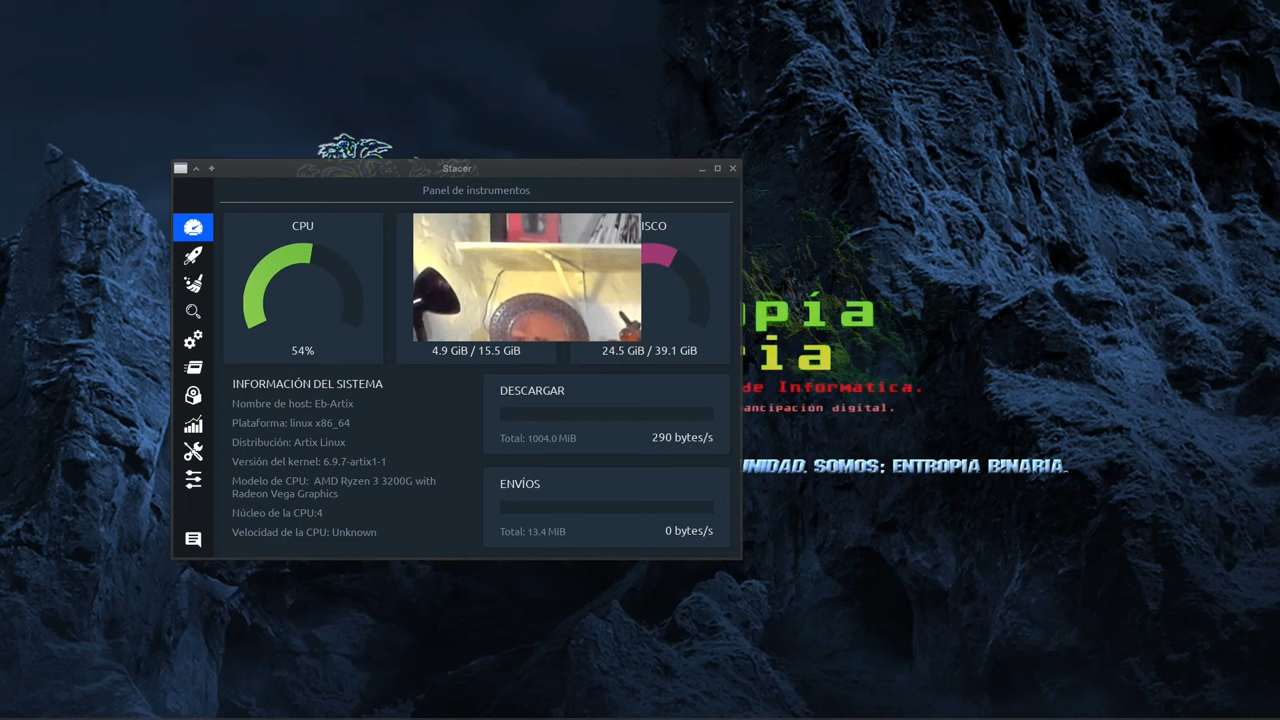 Stacer
Panel de instrumentos
CPU
ISCO
54%
4.9 GiB / 15.5 GiB
24.5 GiB / 39.1 GiB
INFORMACIÓN DEL SISTEMA
Nombre de host: Eb-Artix
Plataforma: linux x86_64
Distribución: Artix Linux
Versión del kernel: 6.9.7-artix1-1
Modelo de CPU: AMD Ryzen 3 3200G with
Radeon Vega Graphics
Núcleo de la CPU:4
Velocidad de la CPU: Unknown
DESCARGAR
Total: 1004.0 MiB
290 bytes/s
ENVÍOS
Total: 13.4 MiB
0 bytes/s
opía
ria
de Informatica.
ancipación digital.
UNIDAD. SOMOS: ENTROPIA BINARIA.